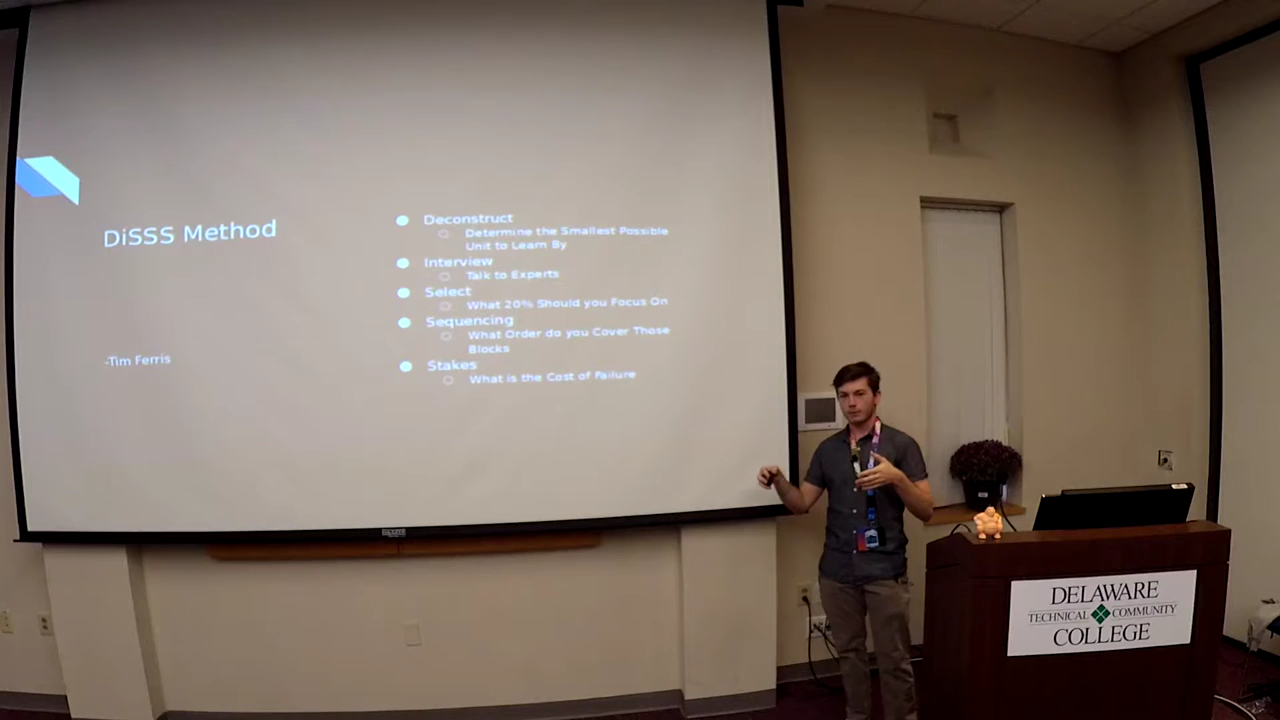 DiSSS Method
-Tim Ferris
Deconstruct
Determine the Smallest Possible
Unit to Learn By
Interview
Talk to Experts
Select
What 20% Should you Focus On
Sequencing
What Order do you Cover Those
Blocks
Stakes
What is the Cost of Failure
DELAWARE
TECHNICAL COMMUNITY
COLLEGE